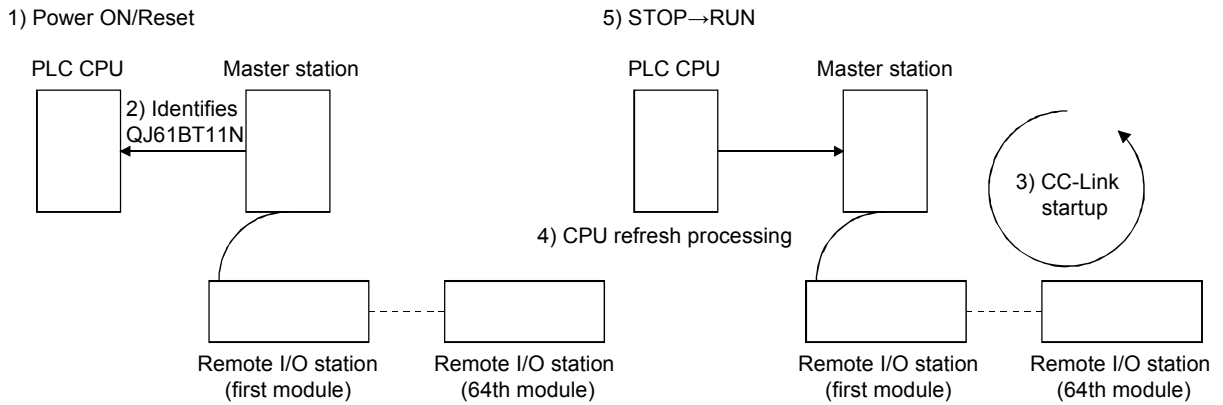 1) Power ON/Reset
PLC CPU
Master station
2) Identifies
QJ61BT11N
Remote I/O station
(first module)
Remote I/O station
(64th module)
5) STOP→RUN
PLC CPU
Master station
3) CC-Link
startup
4) CPU refresh processing
Remote I/O station
(first module)
Remote I/O station
(64th module)